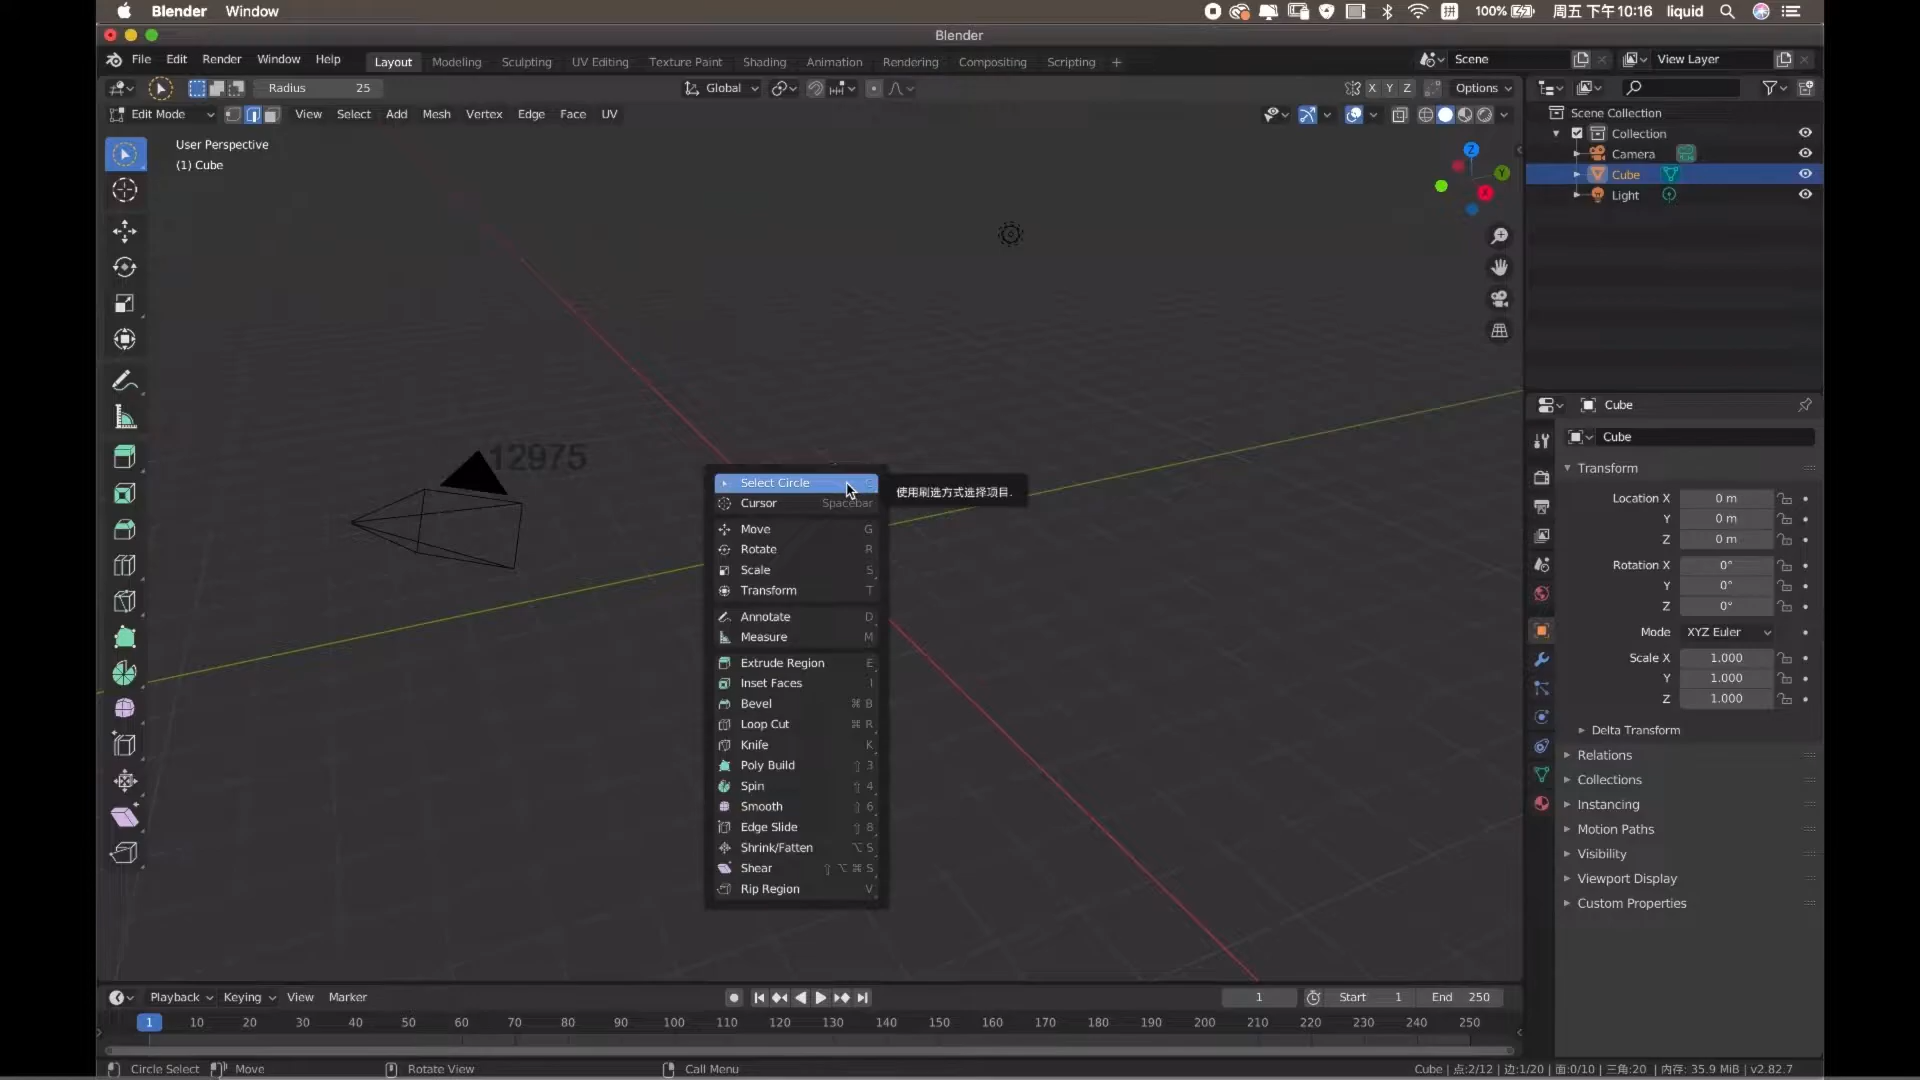 Blender Window 100% 周五 下午10:16 liquid
Blender
File Edit Render Window Help Layout Modeling Sculpting UV Editing Texture Paint Shading Animation Rendering Compositing Scripting + Scene View Layer
Radius 25 Global X Y Z Options
Edit Mode View Select Add Mesh Vertex Edge Face UV
Scene Collection
Collection
Camera
Cube
Light
User Perspective
(1) Cube
Z
Y
X
12975
Select Circle
使用刷选方式选择项目.
Cursor Spacebar
Move G
Rotate R
Scale S
Transform T
Annotate D
Measure M
Extrude Region E
Inset Faces I
Bevel ⌘ B
Loop Cut ⌘ R
Knife K
Poly Build ⇧ 3
Spin ⇧ 4
Smooth ⇧ 6
Edge Slide ⇧ 8
Shrink/Fatten ⌥ S
Shear ⇧ ⌥ ⌘ S
Rip Region V
Cube
Cube
Transform
Location X 0 m
Y 0 m
Z 0 m
Rotation X 0°
Y 0°
Z 0°
Mode XYZ Euler
Scale X 1.000
Y 1.000
Z 1.000
Delta Transform
Relations
Collections
Instancing
Motion Paths
Visibility
Viewport Display
Custom Properties
Playback Keying View Marker 1 Start 1 End 250
1 10 20 30 40 50 60 70 80 90 100 110 120 130 140 150 160 170 180 190 200 210 220 230 240 250
Circle Select Move Rotate View Call Menu Cube | 点:2/12 | 边:1/20 | 面:0/10 | 三角:20 | 内存: 35.9 MiB | v2.82.7